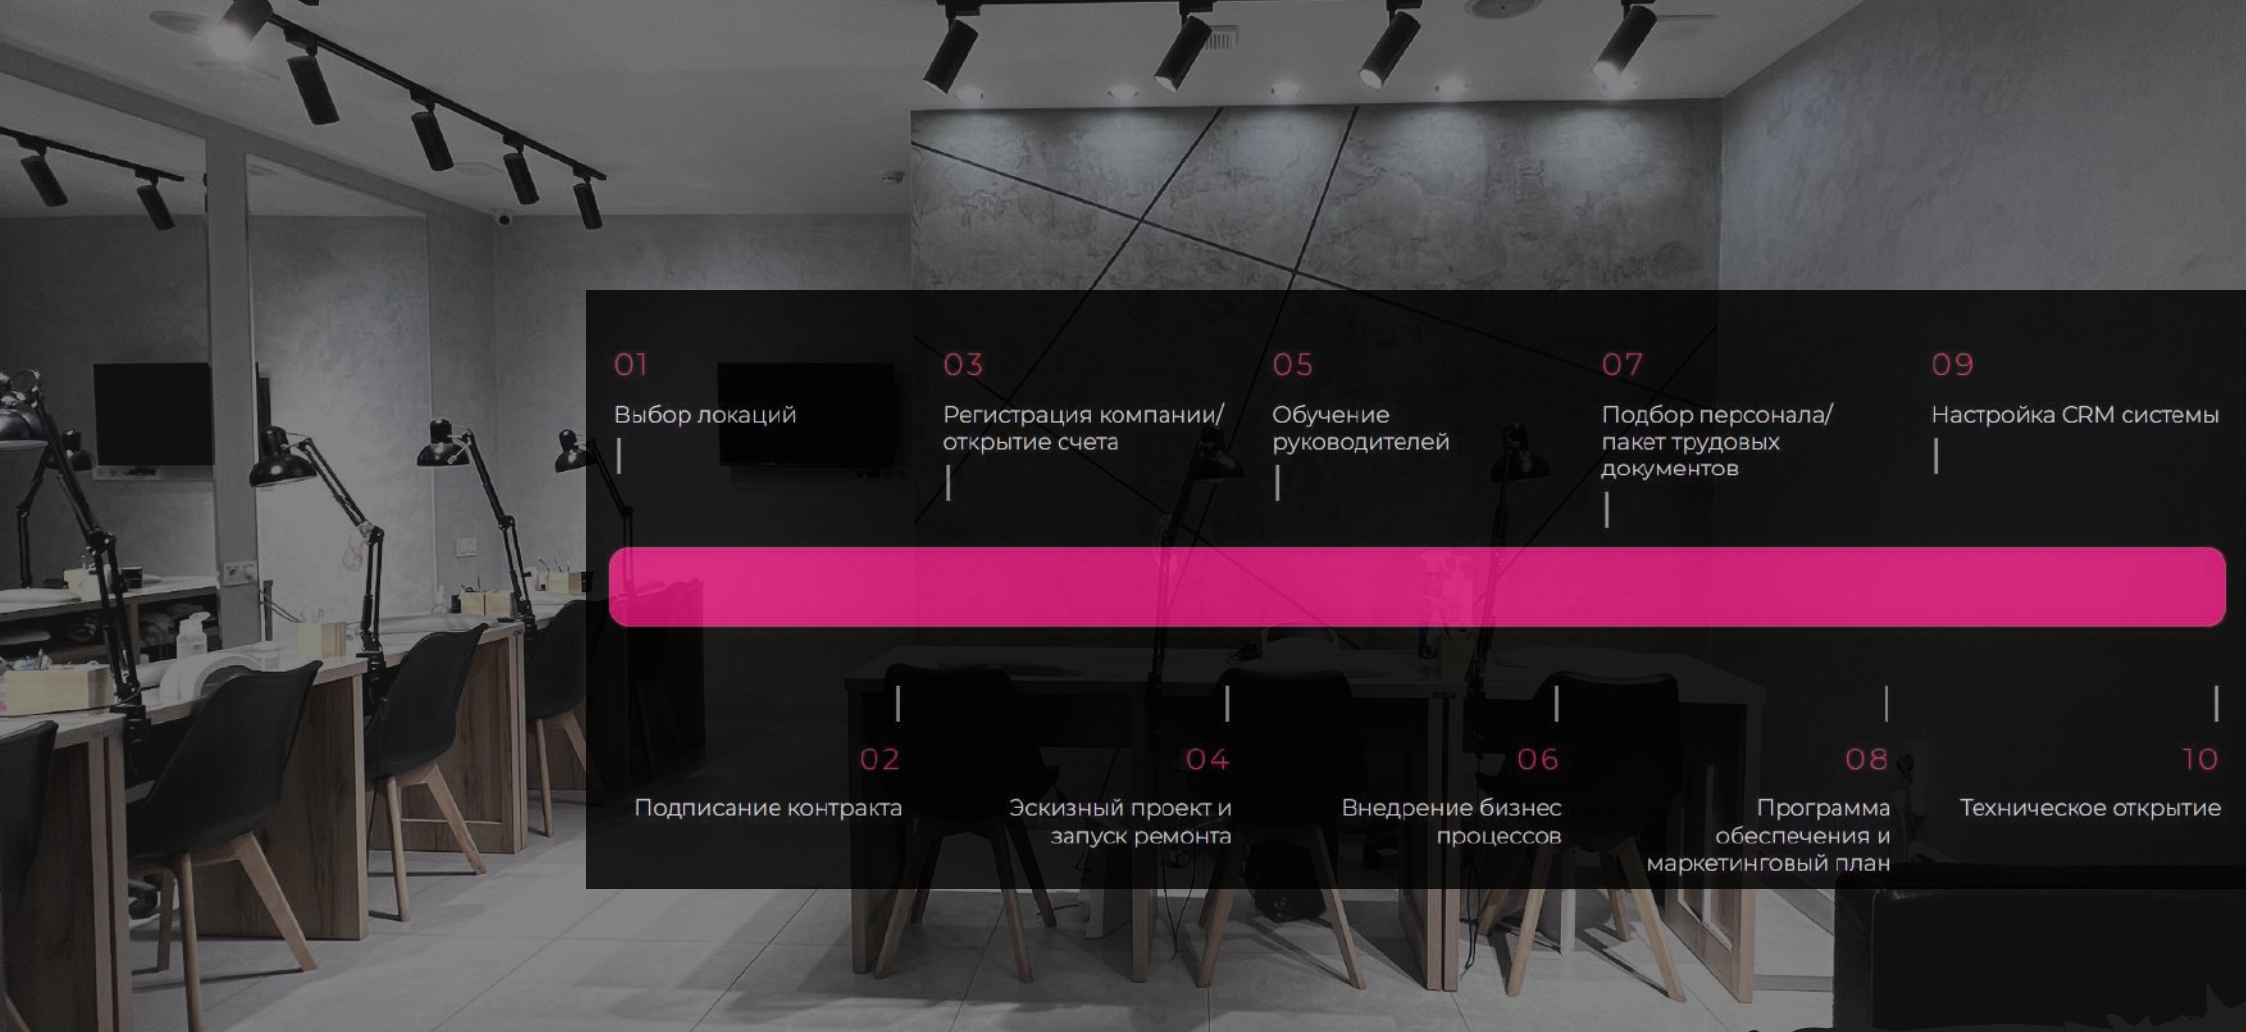 01
Выбор локаций
03
Регистрация компании/
открытие счета
05
Обучение
руководителей
07
Подбор персонала/
пакет трудовых
документов
09
Настройка CRM системы
02
Подписание контракта
04
Эскизный проект и
запуск ремонта
06
Внедрение бизнес
процессов
08
Программа
обеспечения и
маркетинговый план
10
Техническое открытие